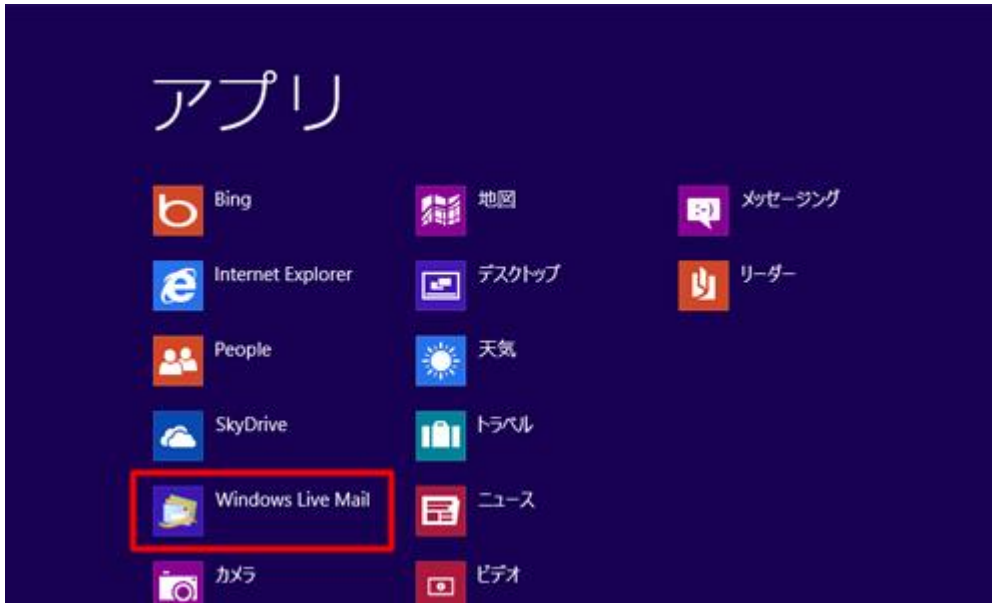 アプリ
Bing
Internet Explorer
People
SkyDrive
Windows Live Mail
カメラ
地図
デスクトップ
天気
トラベル
ニュース
ビデオ
メッセージング
リーダー